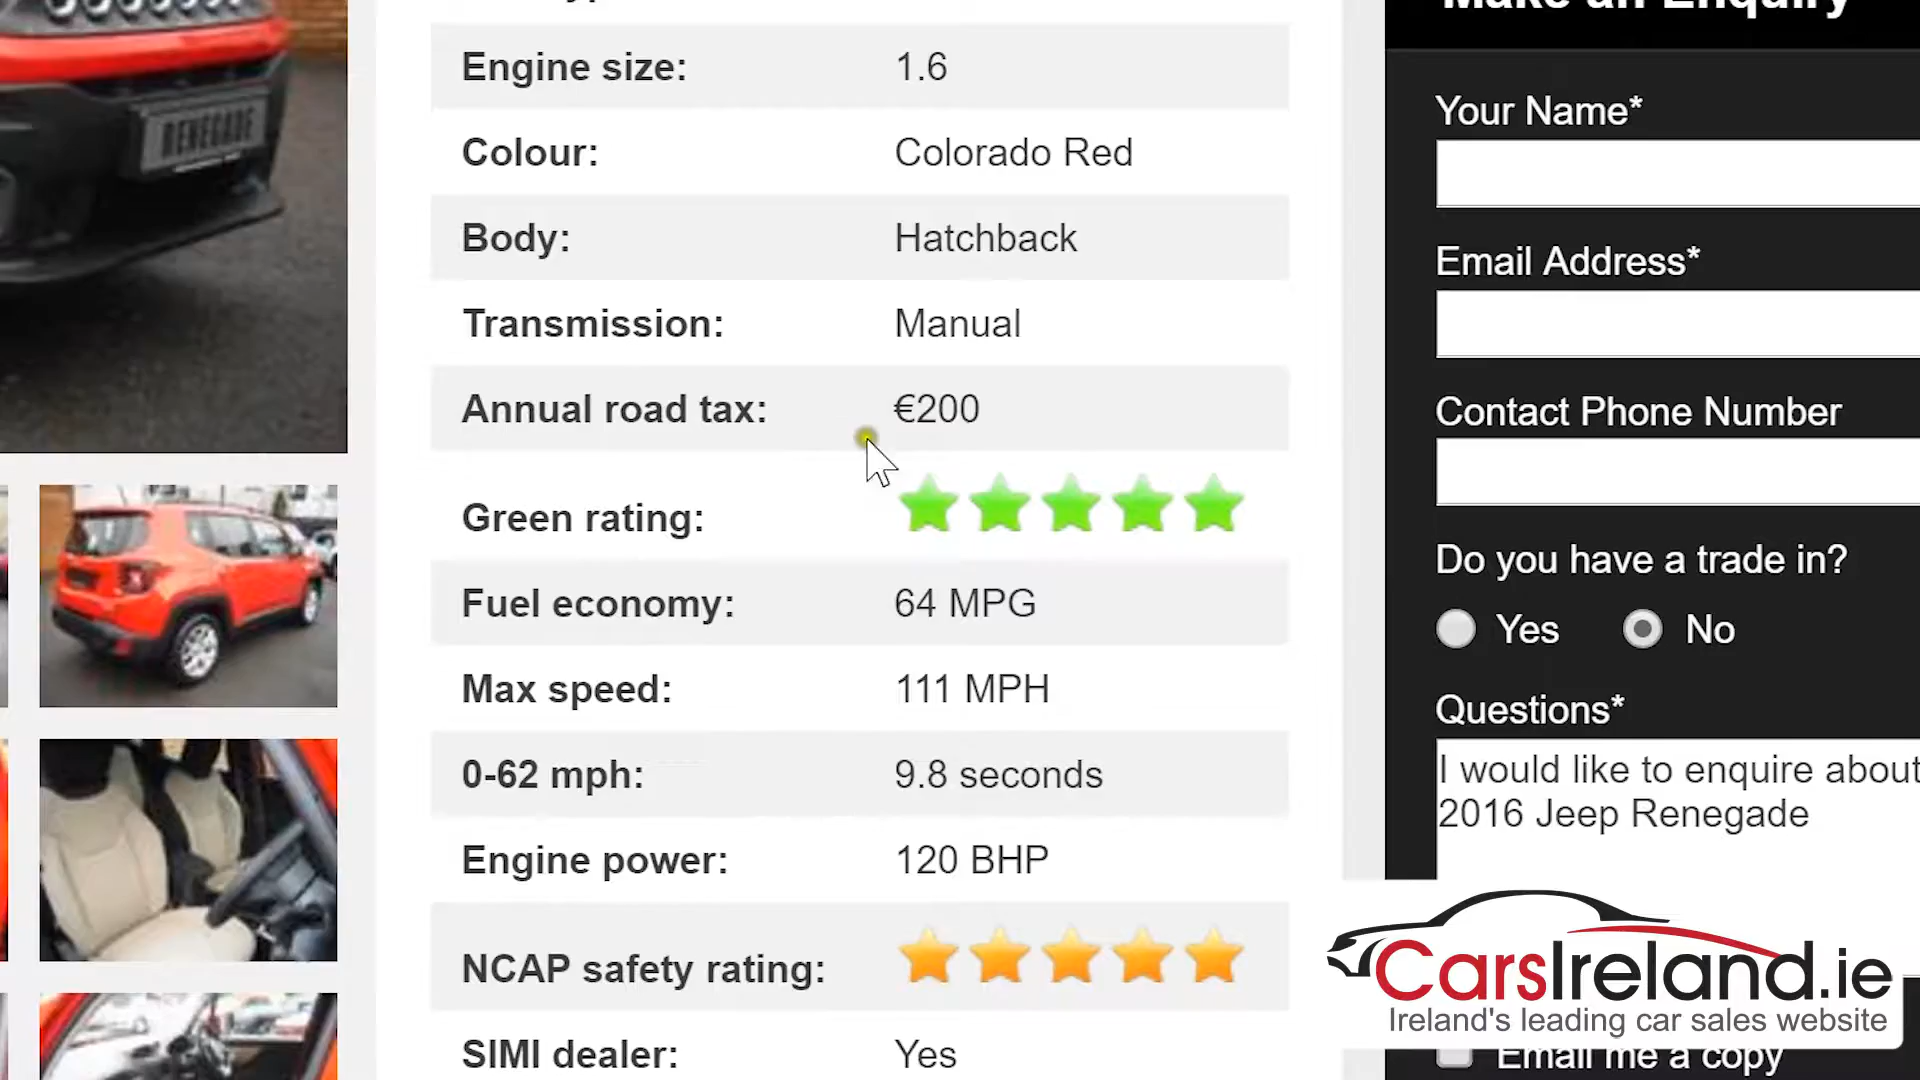 RENEGADE
Engine size: 1.6
Colour: Colorado Red
Body: Hatchback
Transmission: Manual
Annual road tax: €200
Green rating:
Fuel economy: 64 MPG
Max speed: 111 MPH
0-62 mph: 9.8 seconds
Engine power: 120 BHP
NCAP safety rating:
SIMI dealer: Yes
Make an Enquiry
Your Name*
Email Address*
Contact Phone Number
Do you have a trade in?
Yes No
Questions*
I would like to enquire about
2016 Jeep Renegade
CarsIreland.ie
Ireland's leading car sales website
Email me a copy